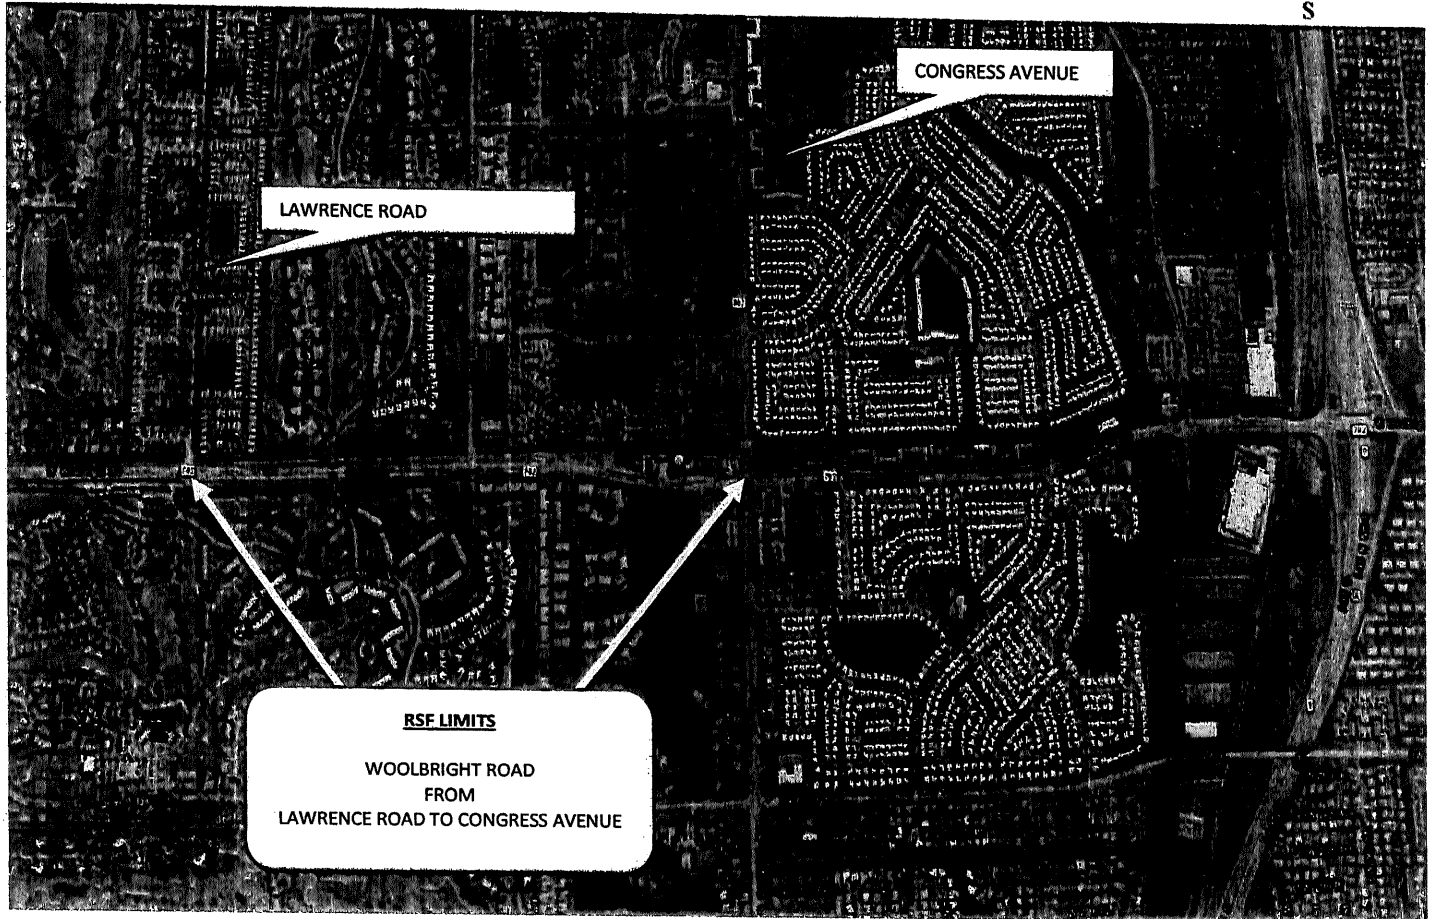 S
CONGRESS AVENUE
LAWRENCE ROAD
RSF LIMITS
WOOLBRIGHT ROAD
FROM
LAWRENCE ROAD TO CONGRESS AVENUE